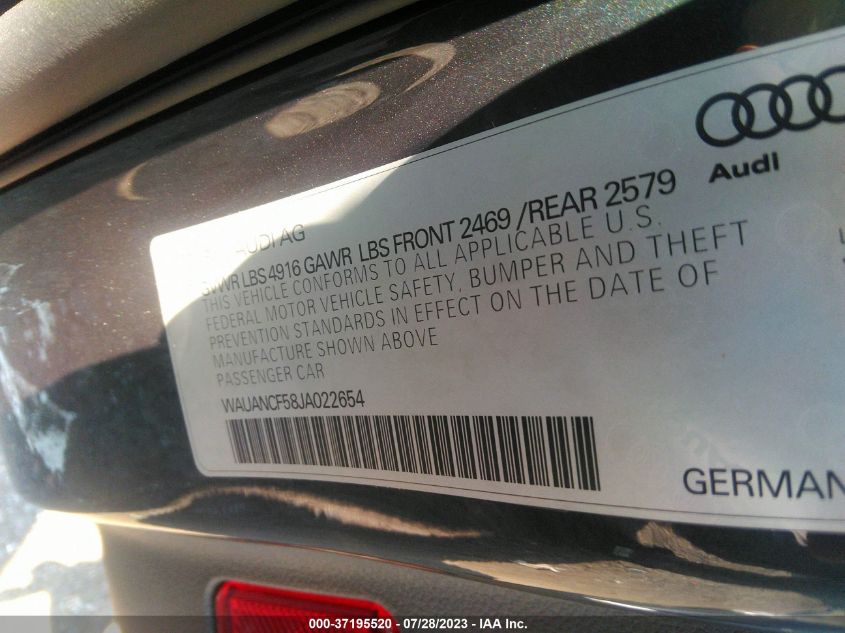 Audi
AUDI AG
GVWR LBS 4916 GAWR LBS FRONT 2469 /REAR 2579
THIS VEHICLE CONFORMS TO ALL APPLICABLE U.S.
FEDERAL MOTOR VEHICLE SAFETY, BUMPER AND THEFT
PREVENTION STANDARDS IN EFFECT ON THE DATE OF
MANUFACTURE SHOWN ABOVE
PASSENGER CAR
WAUANCF58JA022654
GERMAN
000-37195520 / 07/28/2023 - IAA Inc.